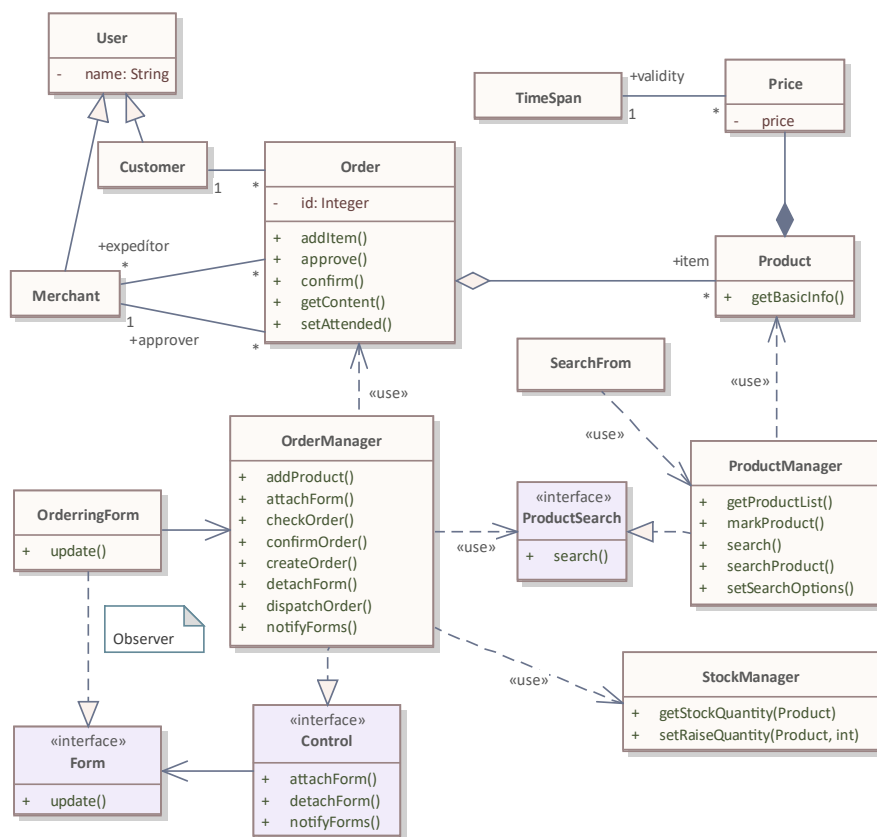 User
- name: String
+validity
TimeSpan
1
*
Price
- price
Customer
1
*
Order
- id: Integer
+ addItem()
+ approve()
+ confirm()
+ getContent()
+ setAttended()
+expeditor
*
*
Merchant
1
+approver
*
+item
*
Product
+ getBasicInfo()
«use»
SearchFrom
«use»
«use»
OrderManager
+ addProduct()
+ attachForm()
+ checkOrder()
+ confirmOrder()
+ createOrder()
+ detachForm()
+ dispatchOrder()
+ notifyForms()
ProductManager
+ getProductList()
+ markProduct()
+ search()
+ searchProduct()
+ setSearchOptions()
OrderringForm
+ update()
«interface»
ProductSearch
+ search()
«use»
Observer
«use»
StockManager
+ getStockQuantity(Product)
+ setRaiseQuantity(Product, int)
«interface»
Form
+ update()
«interface»
Control
+ attachForm()
+ detachForm()
+ notifyForms()